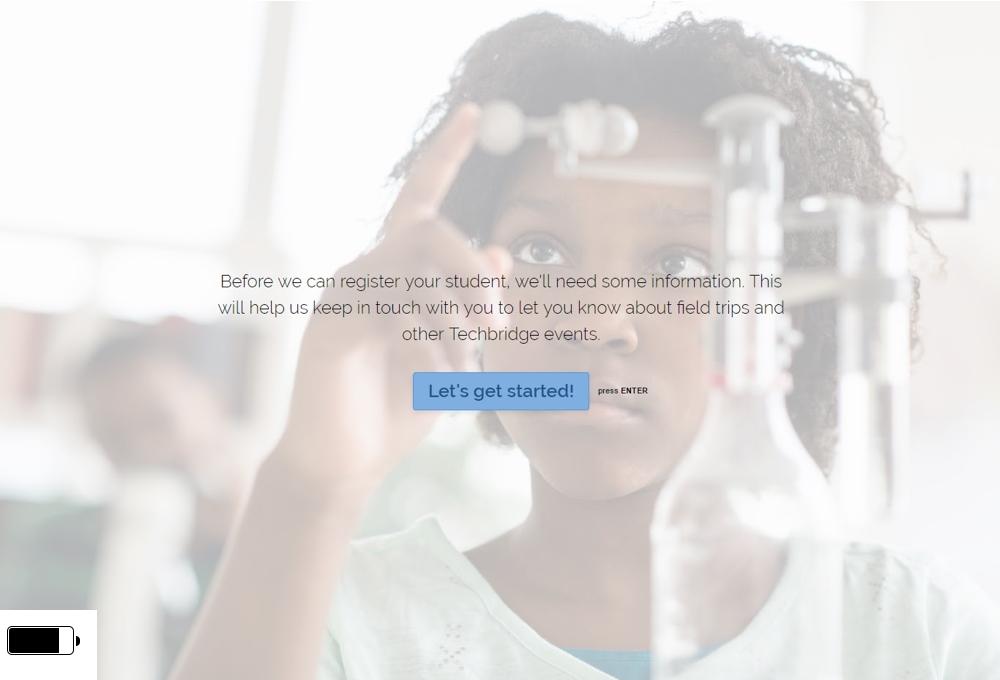 Before we can register your student, we'll need some information. This
will help us keep in touch with you to let you know about field trips and
other Techbridge events.
Let's get started! press ENTER